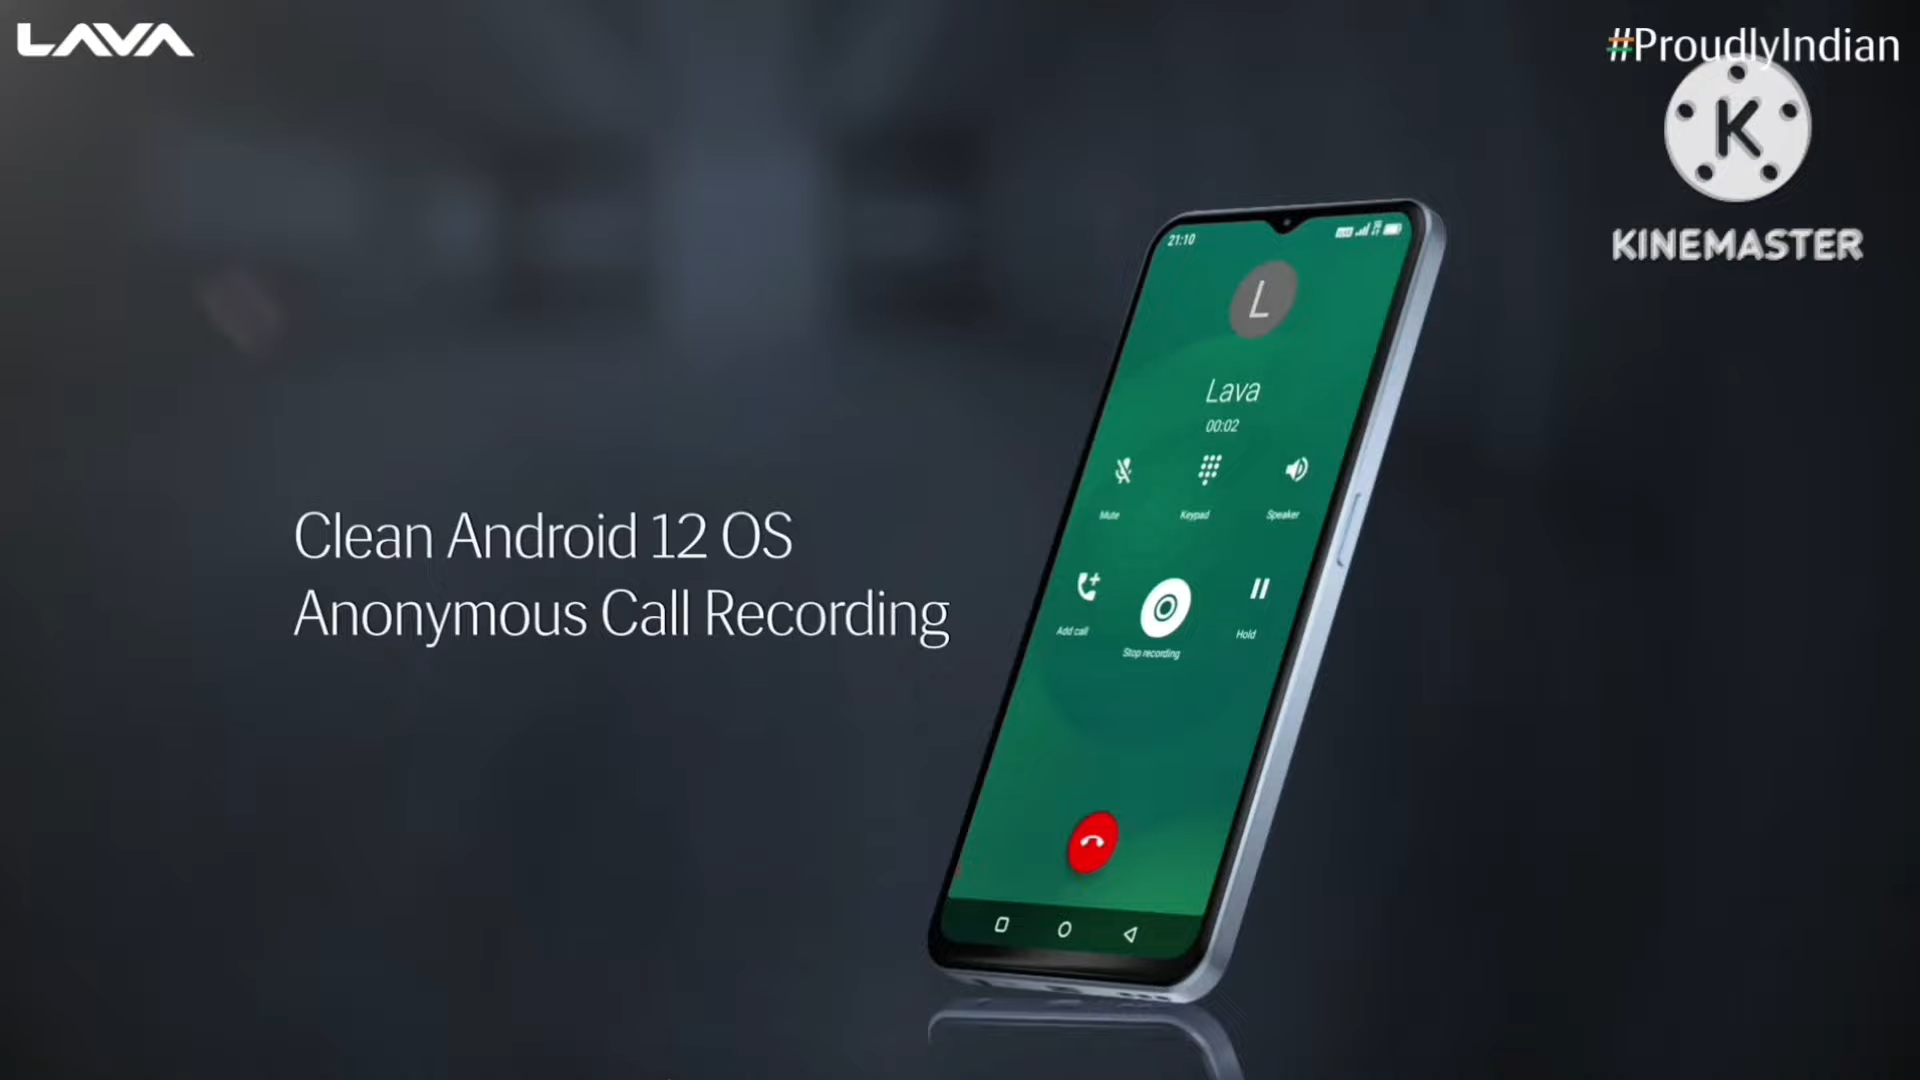 LAVA
#ProudlyIndian
K
KINEMASTER
21:10
L
Lava
00:02
Mute Keypad Speaker
Clean Android 12 OS
Anonymous Call Recording
Add call Stop recording Hold